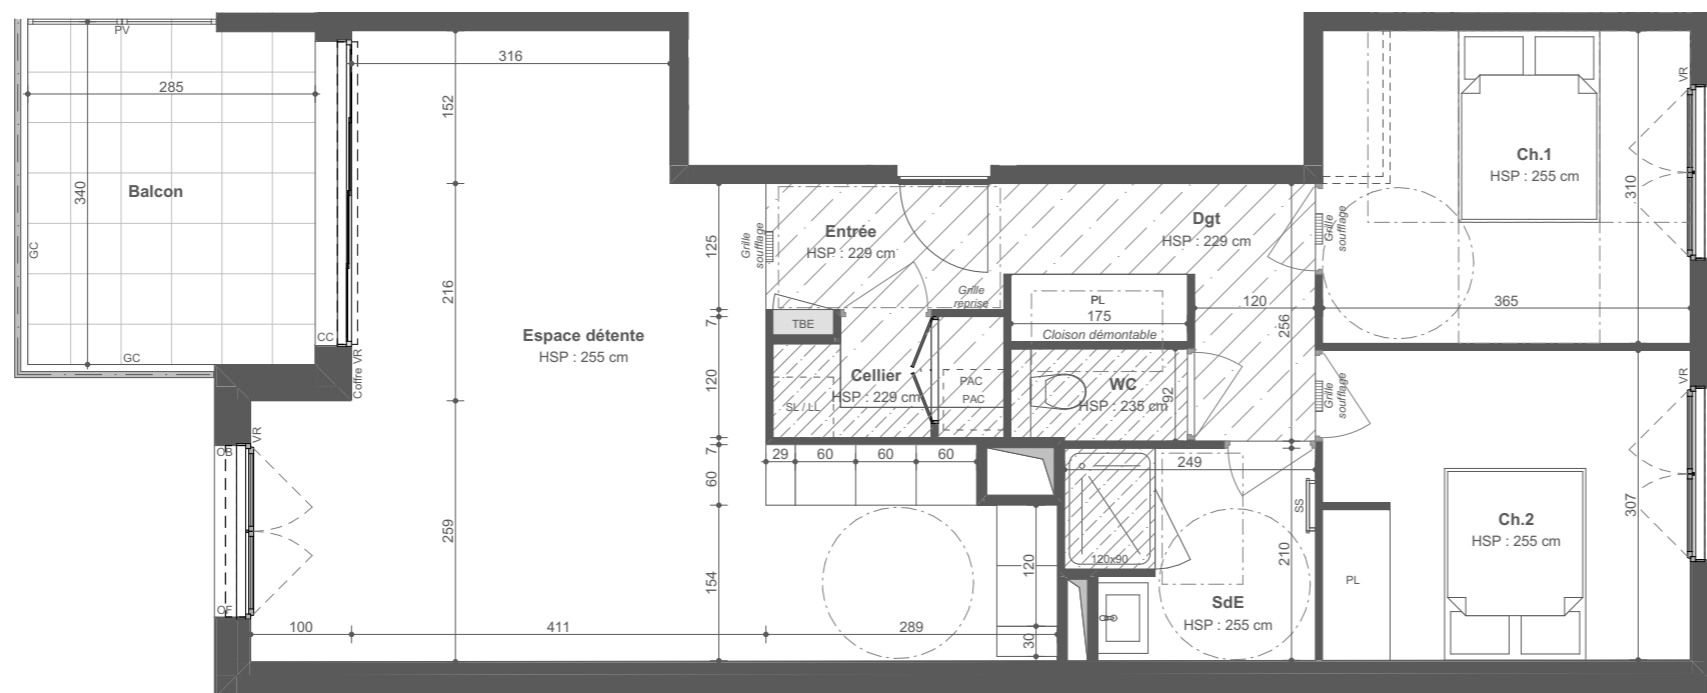 PV
285
340
Balcon
GC
GC
CC
Coffre VR
316
152
216
259
Espace détente
HSP : 255 cm
VR
OB
OF
100
411
289
125
7
120
7
60
154
Grille
soufflage
Entrée
HSP : 229 cm
Grille
reprise
TBE
Cellier
HSP : 229 cm
SL / LL
PAC
PAC
29
60
60
60
120
30
Dgt
HSP : 229 cm
PL
175
Cloison démontable
120
256
WC
HSP : 235 cm
92
249
120x90
SS
210
SdE
HSP : 255 cm
Grille
soufflage
Ch.1
HSP : 255 cm
VR
310
365
Grille
soufflage
VR
307
Ch.2
HSP : 255 cm
PL